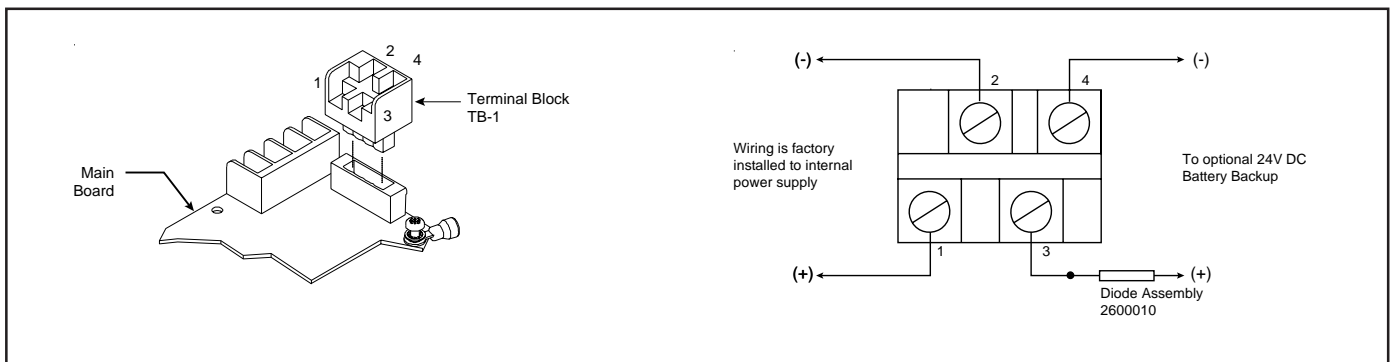 1
2
4
3
Terminal Block
TB-1
Main
Board
(-)
2
4
(-)
Wiring is factory
installed to internal
power supply
To optional 24V DC
Battery Backup
1
3
(+)
(+)
Diode Assembly
2600010